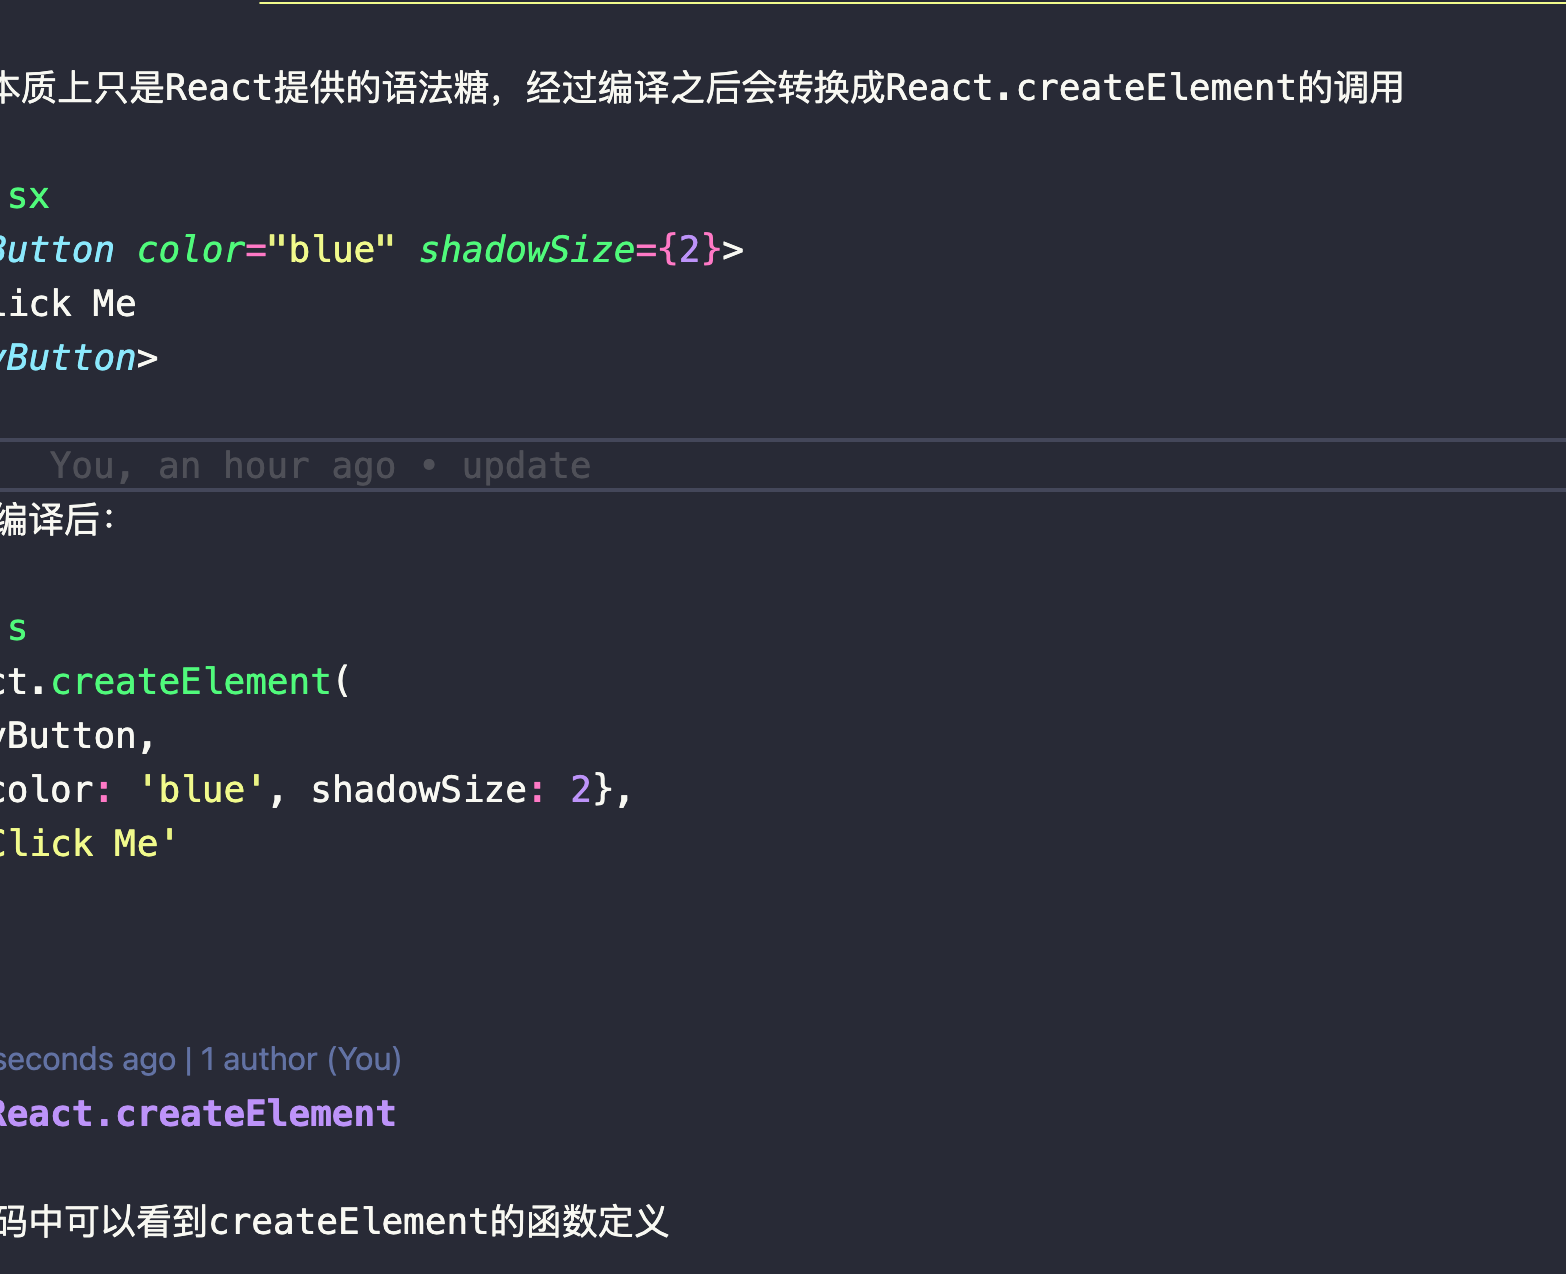 本质上只是React提供的语法糖，经过编译之后会转换成React.createElement的调用
sx
Button color="blue" shadowSize={2}>
lick Me
yButton>
You, an hour ago • update
编译后：
s
ct.createElement(
yButton,
color: 'blue', shadowSize: 2},
Click Me'
seconds ago | 1 author (You)
React.createElement
码中可以看到createElement的函数定义